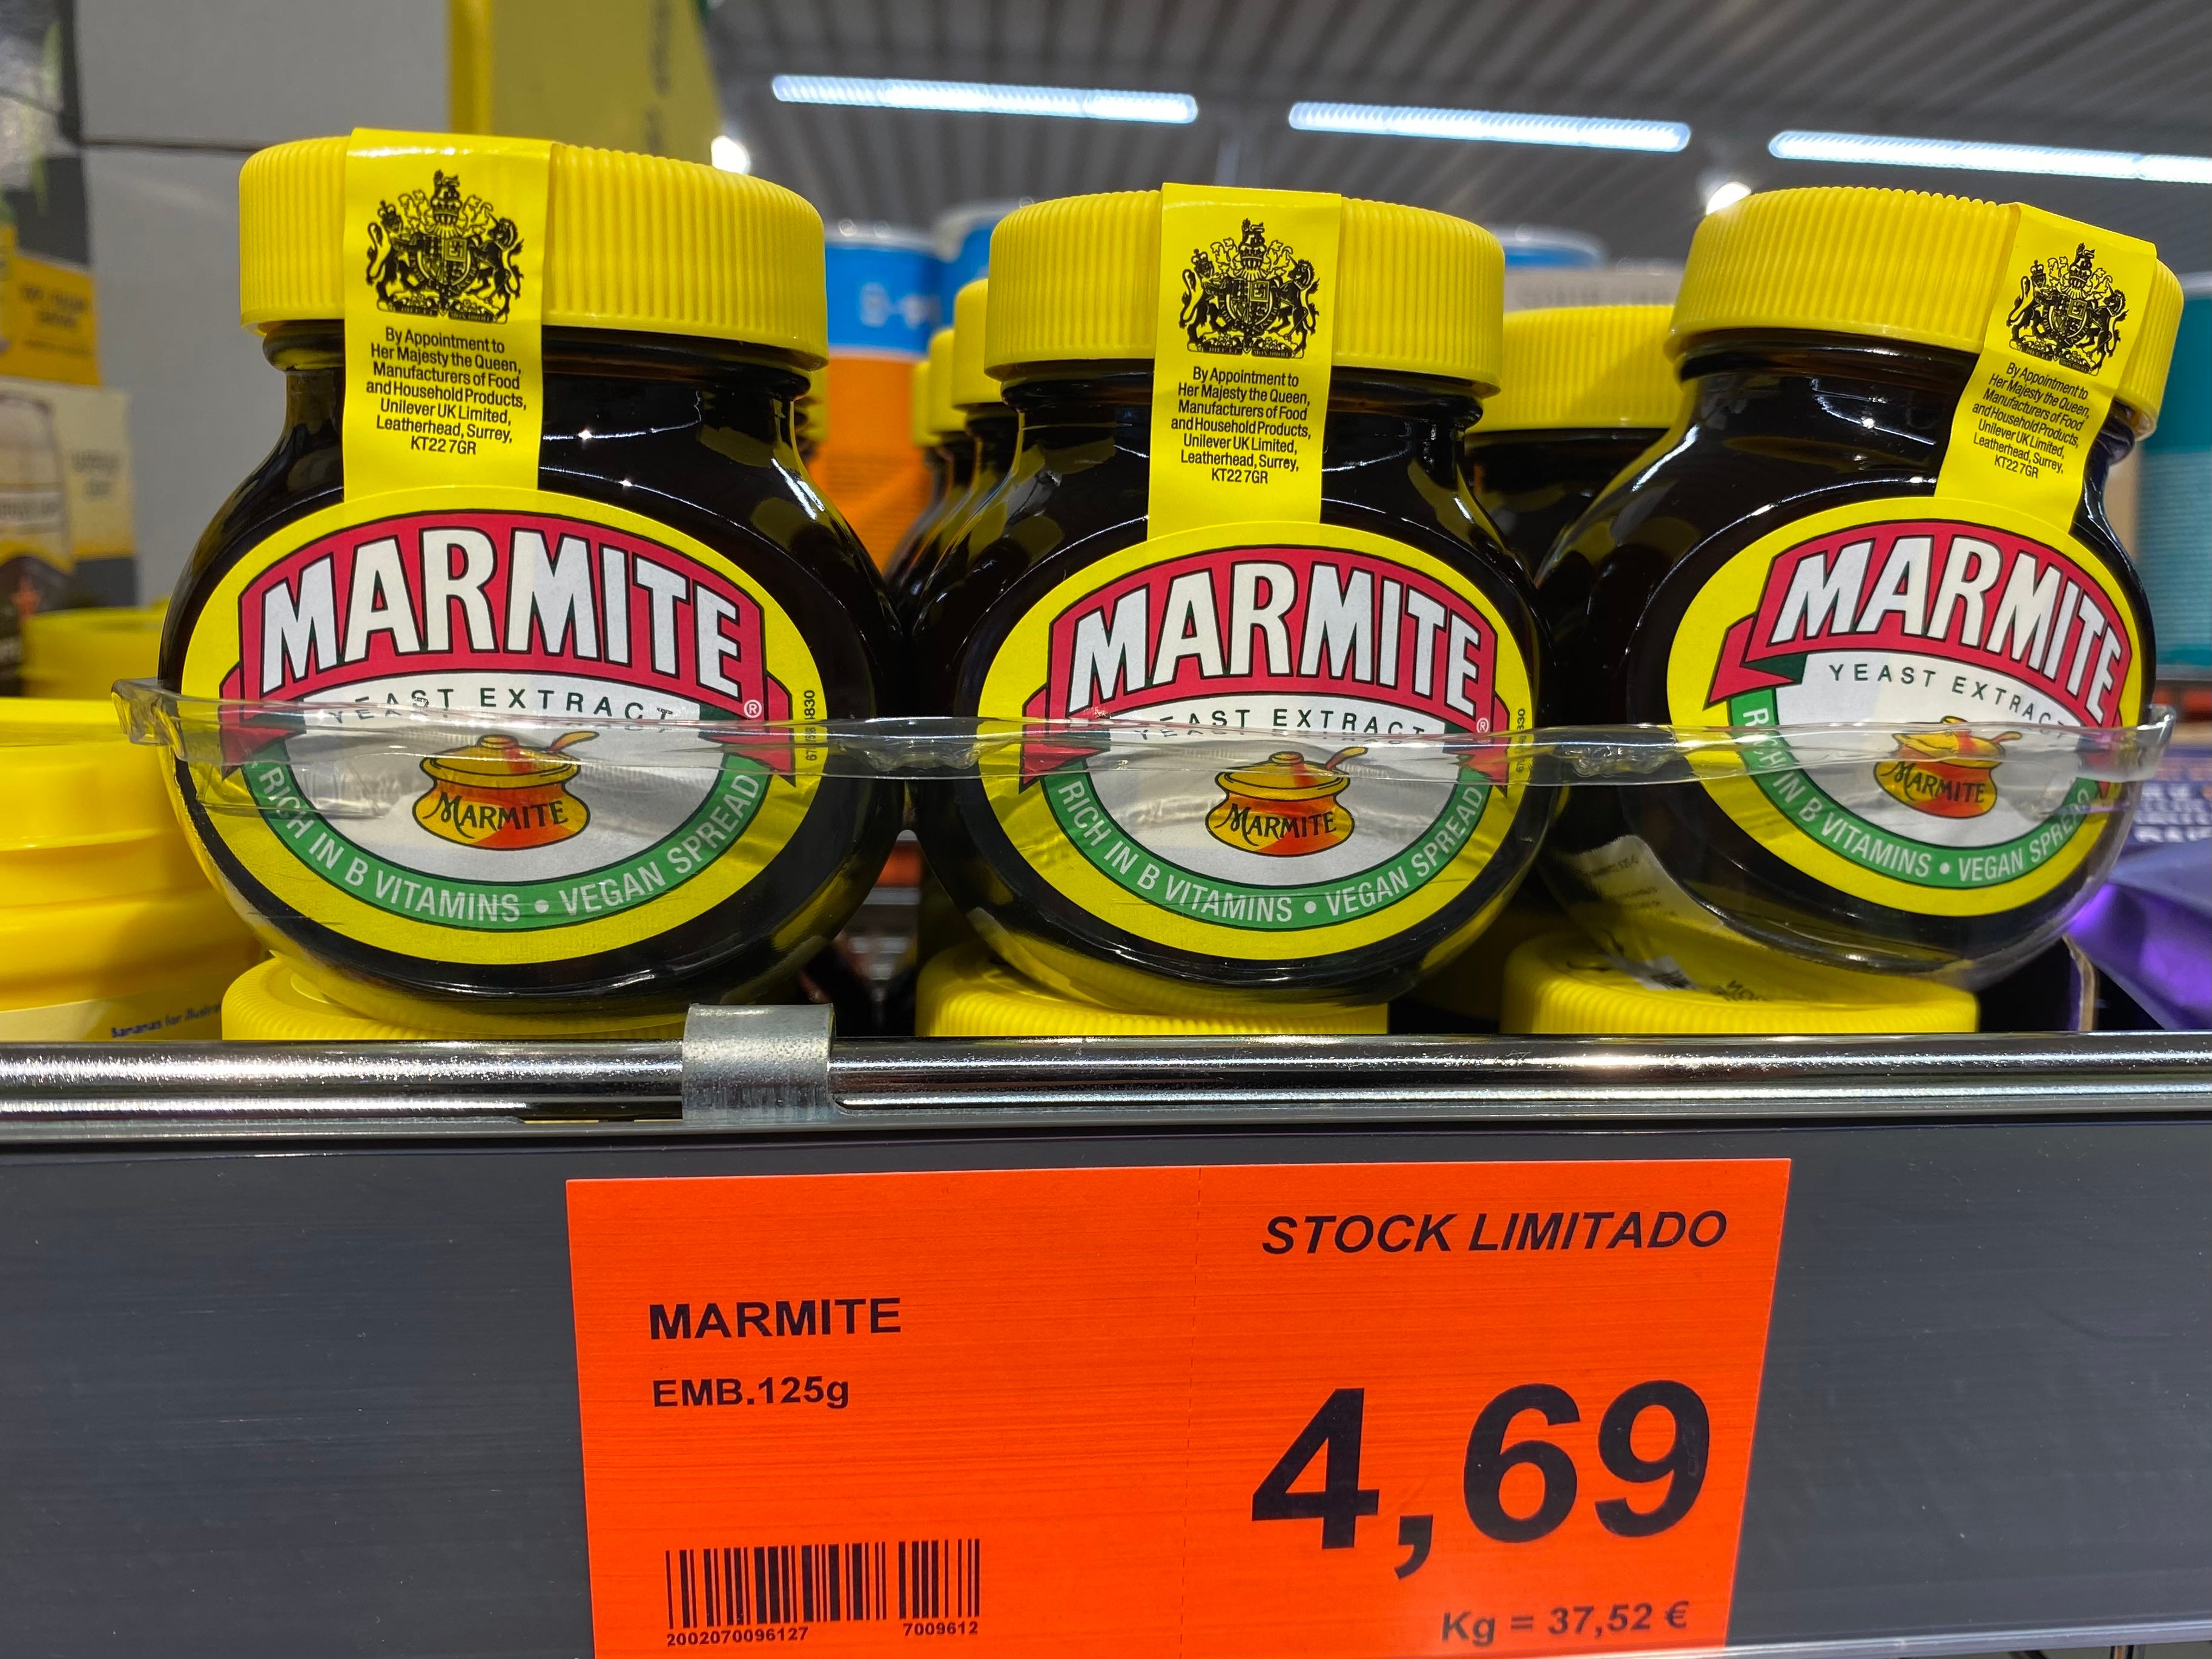 By Appointment to
Her Majesty the Queen,
Manufacturers of Food
and Household Products,
Unilever UK Limited,
Leatherhead, Surrey,
KT22 7GR
MARMITE®
YEAST EXTRACT
MARMITE
RICH IN B VITAMINS • VEGAN SPREAD
By Appointment to
Her Majesty the Queen,
Manufacturers of Food
and Household Products,
Unilever UK Limited,
Leatherhead, Surrey,
KT22 7GR
MARMITE®
YEAST EXTRACT
MARMITE
RICH IN B VITAMINS • VEGAN SPREAD
By Appointment to
Her Majesty the Queen,
Manufacturers of Food
and Household Products,
Unilever UK Limited,
Leatherhead, Surrey,
KT22 7GR
MARMITE
YEAST EXTRACT
MARMITE
RICH IN B VITAMINS • VEGAN SPREAD
Bananas for
STOCK LIMITADO
MARMITE
EMB.125g
4,69
Kg = 37,52 €
2002070096127 7009612